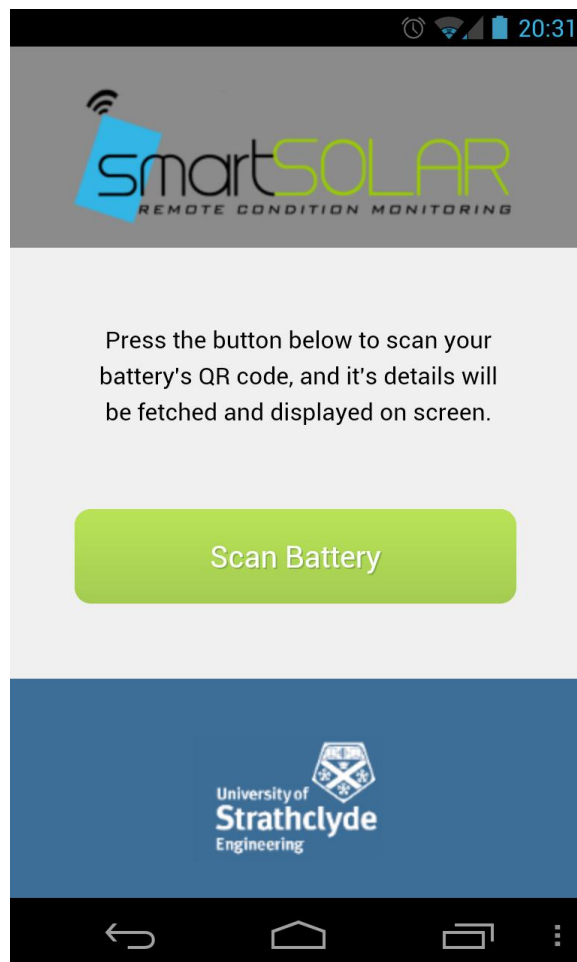 20:31
smartSOLAR
REMOTE CONDITION MONITORING
Press the button below to scan your
battery's QR code, and it's details will
be fetched and displayed on screen.
Scan Battery
University of
Strathclyde
Engineering